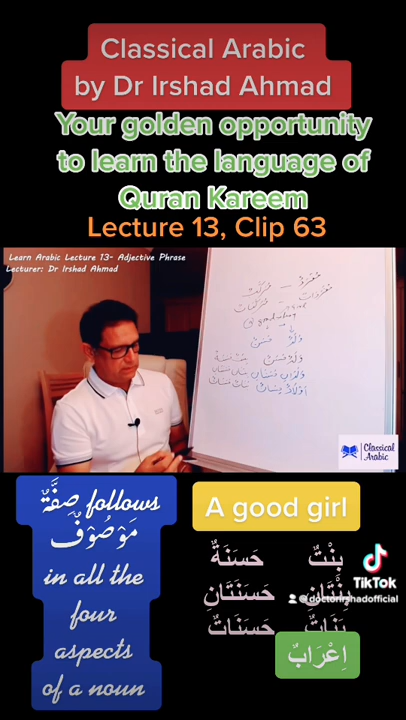 Classical Arabic
by Dr Irshad Ahmad
Your golden opportunity
to learn the language of
Quran Kareem
Lecture 13, Clip 63
Learn Arabic Lecture 13- Adjective Phrase
Lecturer: Dr Irshad Ahmad
وَلَدٌ حَسَنٌ
Classical
Arabic
صِفَّةٌ follows
مَوْصُوْفٌ
in all the
four
aspects
of a noun
A good girl
بِنْتٌ حَسَنَةٌ
بِنْتَانِ حَسَنَتَانِ
بَنَاتٌ حَسَنَاتٌ
اِعْرَابٌ
TikTok
@doctorirshadofficial